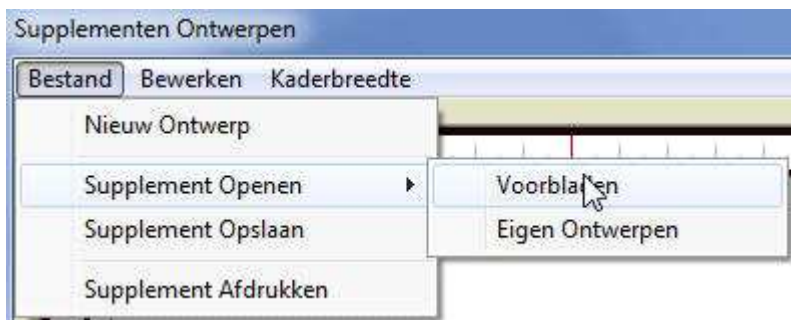 Supplementen Ontwerpen
Bestand Bewerken Kaderbreedte
Nieuw Ontwerp
Supplement Openen
Voorbladen
Eigen Ontwerpen
Supplement Opslaan
Supplement Afdrukken